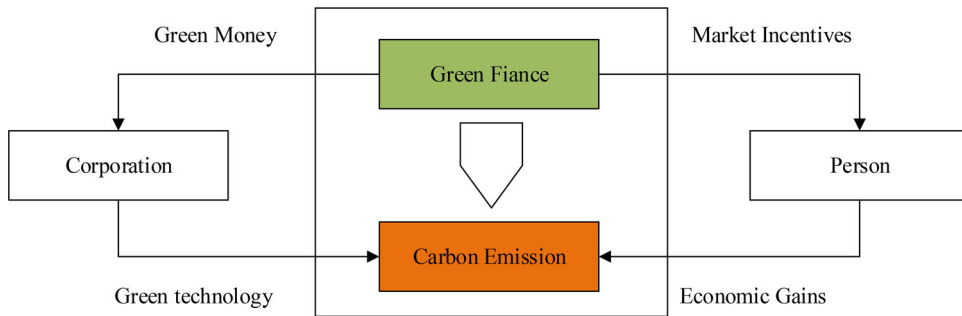 Green Money
Market Incentives
Green Fiance
Corporation
Person
Carbon Emission
Green technology
Economic Gains